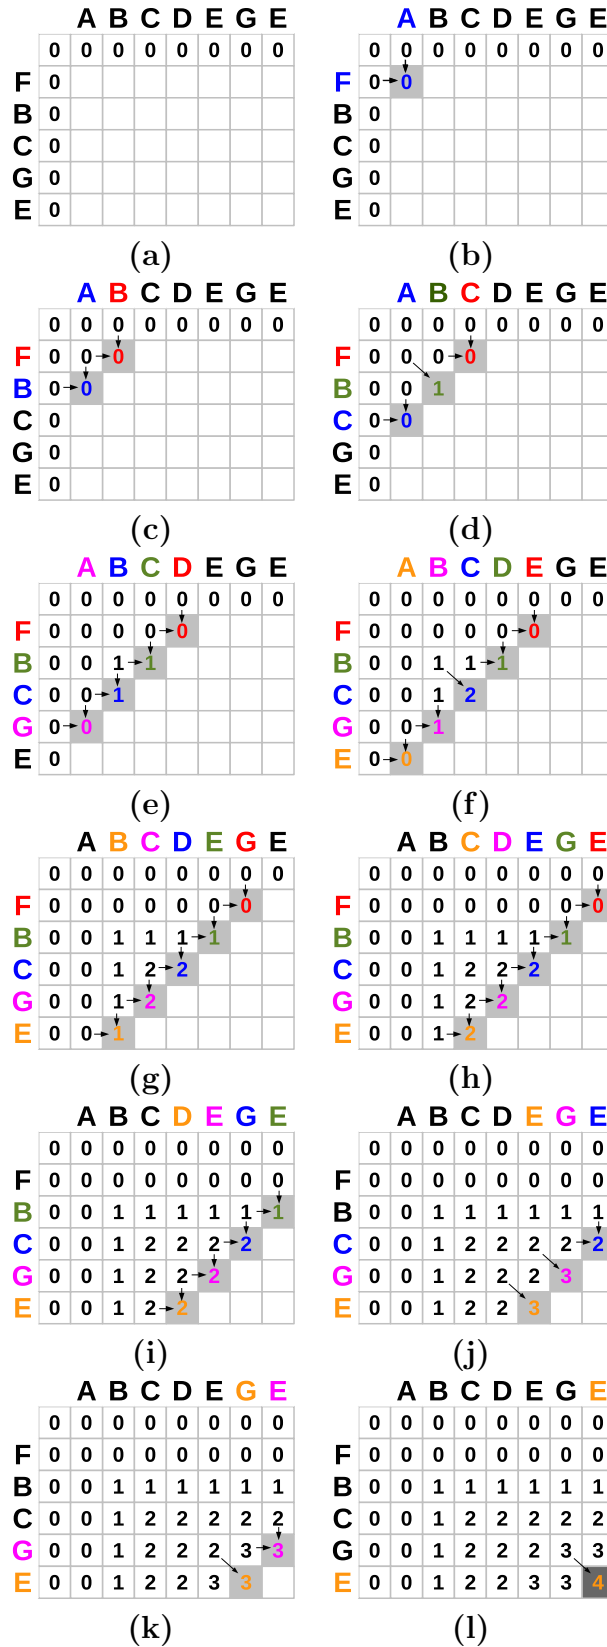 A B C D E G E
0 0 0 0 0 0 0 0
F 0
B 0
C 0
G 0
E 0
(a)
A B C D E G E
0 0 0 0 0 0 0 0
F 0 0
B 0
C 0
G 0
E 0
(b)
A B C D E G E
0 0 0 0 0 0 0 0
F 0 0 0
B 0 0
C 0
G 0
E 0
(c)
A B C D E G E
0 0 0 0 0 0 0 0
F 0 0 0 0
B 0 0 1
C 0 0
G 0
E 0
(d)
A B C D E G E
0 0 0 0 0 0 0 0
F 0 0 0 0 0
B 0 0 1 1
C 0 0 1
G 0 0
E 0
(e)
A B C D E G E
0 0 0 0 0 0 0 0
F 0 0 0 0 0 0
B 0 0 1 1 1
C 0 0 1 2
G 0 0 1
E 0 0
(f)
A B C D E G E
0 0 0 0 0 0 0 0
F 0 0 0 0 0 0 0
B 0 0 1 1 1 1
C 0 0 1 2 2
G 0 0 1 2
E 0 0 1
(g)
A B C D E G E
0 0 0 0 0 0 0 0
F 0 0 0 0 0 0 0 0
B 0 0 1 1 1 1 1
C 0 0 1 2 2 2
G 0 0 1 2 2
E 0 0 1 2
(h)
A B C D E G E
0 0 0 0 0 0 0 0
F 0 0 0 0 0 0 0 0
B 0 0 1 1 1 1 1 1
C 0 0 1 2 2 2 2
G 0 0 1 2 2 2
E 0 0 1 2 2
(i)
A B C D E G E
0 0 0 0 0 0 0 0
F 0 0 0 0 0 0 0 0
B 0 0 1 1 1 1 1 1
C 0 0 1 2 2 2 2 2
G 0 0 1 2 2 2 3
E 0 0 1 2 2 3
(j)
A B C D E G E
0 0 0 0 0 0 0 0
F 0 0 0 0 0 0 0 0
B 0 0 1 1 1 1 1 1
C 0 0 1 2 2 2 2 2
G 0 0 1 2 2 2 3 3
E 0 0 1 2 2 3 3
(k)
A B C D E G E
0 0 0 0 0 0 0 0
F 0 0 0 0 0 0 0 0
B 0 0 1 1 1 1 1 1
C 0 0 1 2 2 2 2 2
G 0 0 1 2 2 2 3 3
E 0 0 1 2 2 3 3 4
(l)